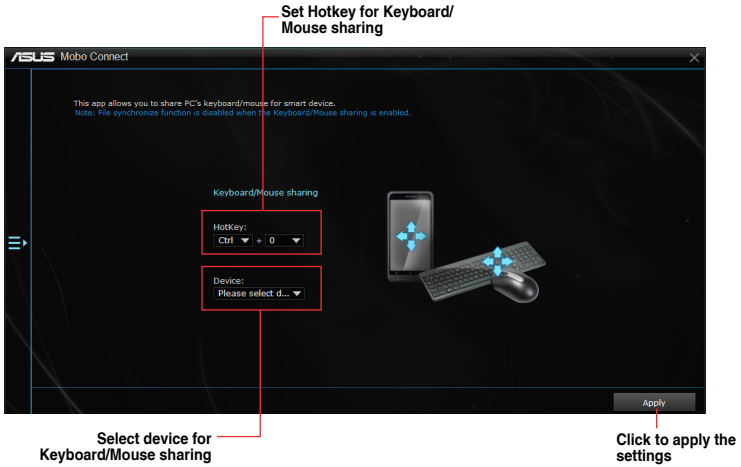 Set Hotkey for Keyboard/
Mouse sharing
ASUS Mobo Connect
This app allows you to share PC's keyboard/mouse for smart device.
Note: File synchronize function is disabled when the Keyboard/Mouse sharing is enabled.
Keyboard/Mouse sharing
HotKey:
Ctrl + 0
Device:
Please select d...
Apply
Select device for
Keyboard/Mouse sharing
Click to apply the
settings